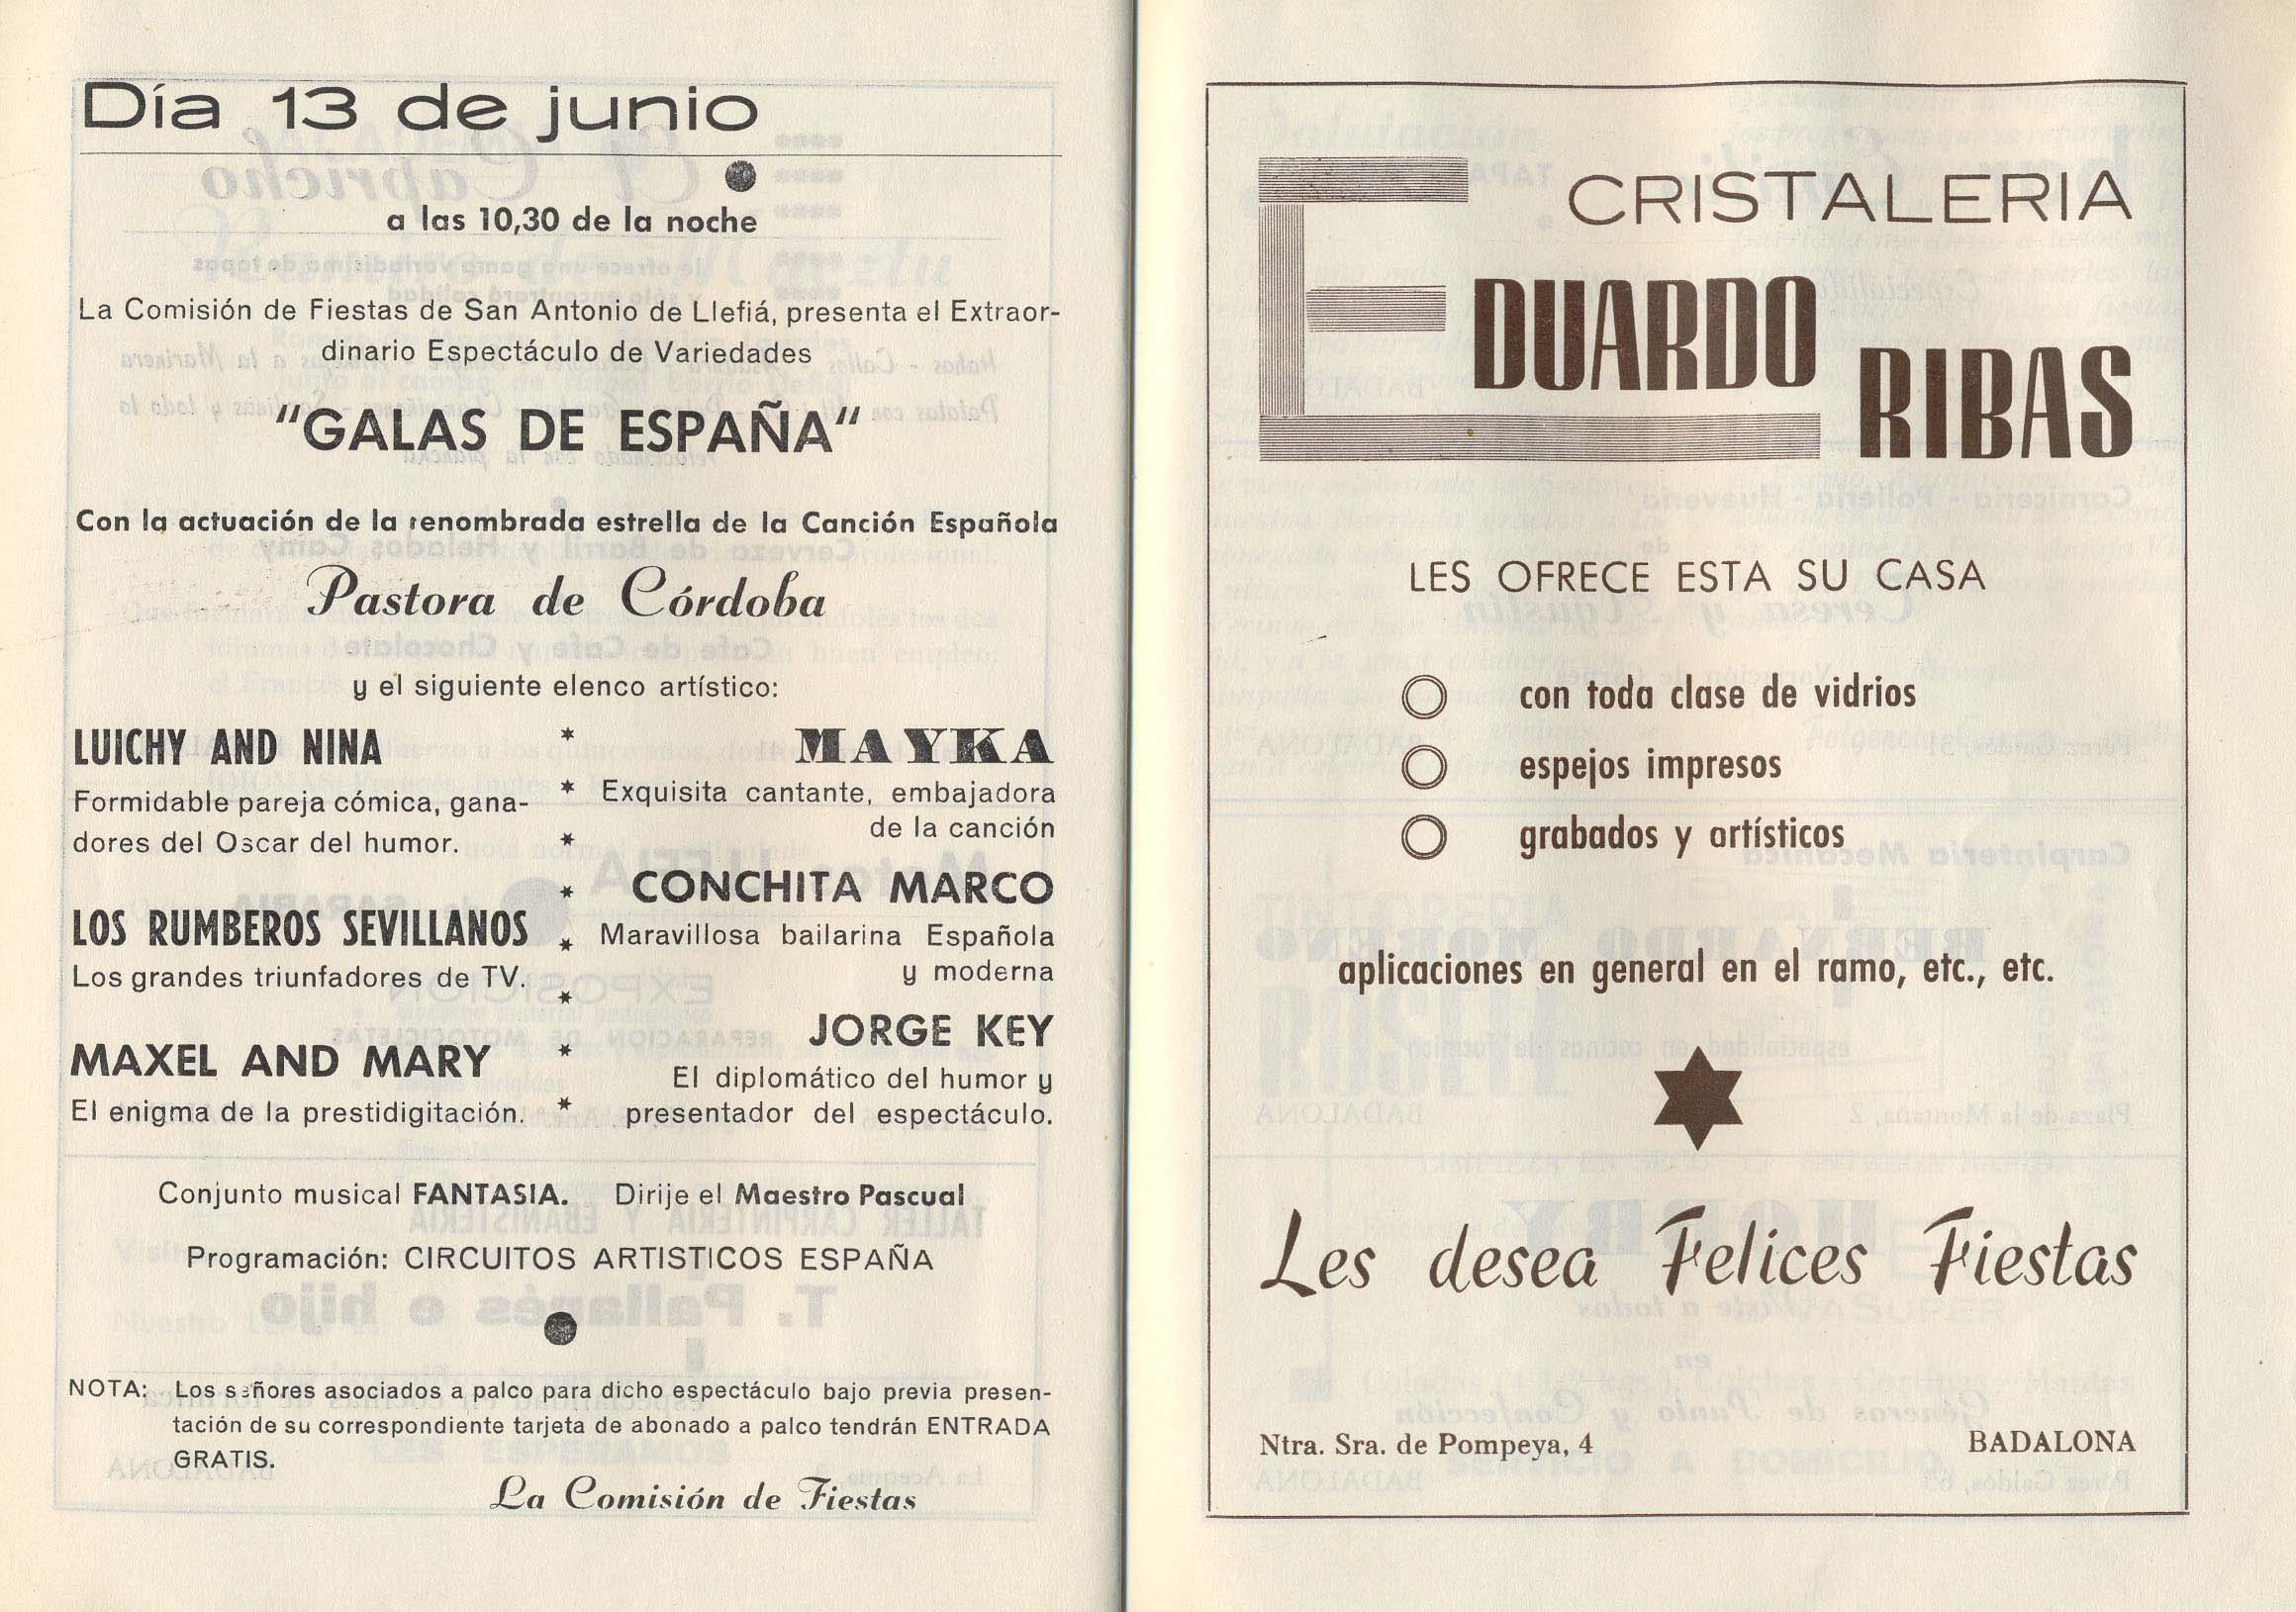 Día 13 de junio
a las 10,30 de la noche
La Comisión de Fiestas de San Antonio de Llefiá, presenta el Extraor-
dinario Espectáculo de Variedades
"GALAS DE ESPAÑA"
Con la actuación de la renombrada estrella de la Canción Española
Pastora de Córdoba
y el siguiente elenco artístico:
LUICHY AND NINA
Formidable pareja cómica, gana-
dores del Oscar del humor.
LOS RUMBEROS SEVILLANOS
Los grandes triunfadores de TV.
MAXEL AND MARY
El enigma de la prestidigitación.
MAYKA
Exquisita cantante, embajadora
de la canción
CONCHITA MARCO
Maravillosa bailarina Española
y moderna
JORGE KEY
El diplomático del humor y
presentador del espectáculo.
Conjunto musical FANTASIA. Dirije el Maestro Pascual
Programación: CIRCUITOS ARTISTICOS ESPAÑA
NOTA: Los señores asociados a palco para dicho espectáculo bajo previa presen-
tación de su correspondiente tarjeta de abonado a palco tendrán ENTRADA
GRATIS.
La Comisión de Fiestas
CRISTALERIA
EDUARDO
RIBAS
LES OFRECE ESTA SU CASA
con toda clase de vidrios
espejos impresos
grabados y artísticos
aplicaciones en general en el ramo, etc., etc.
Les desea Felices Fiestas
Ntra. Sra. de Pompeya, 4 BADALONA